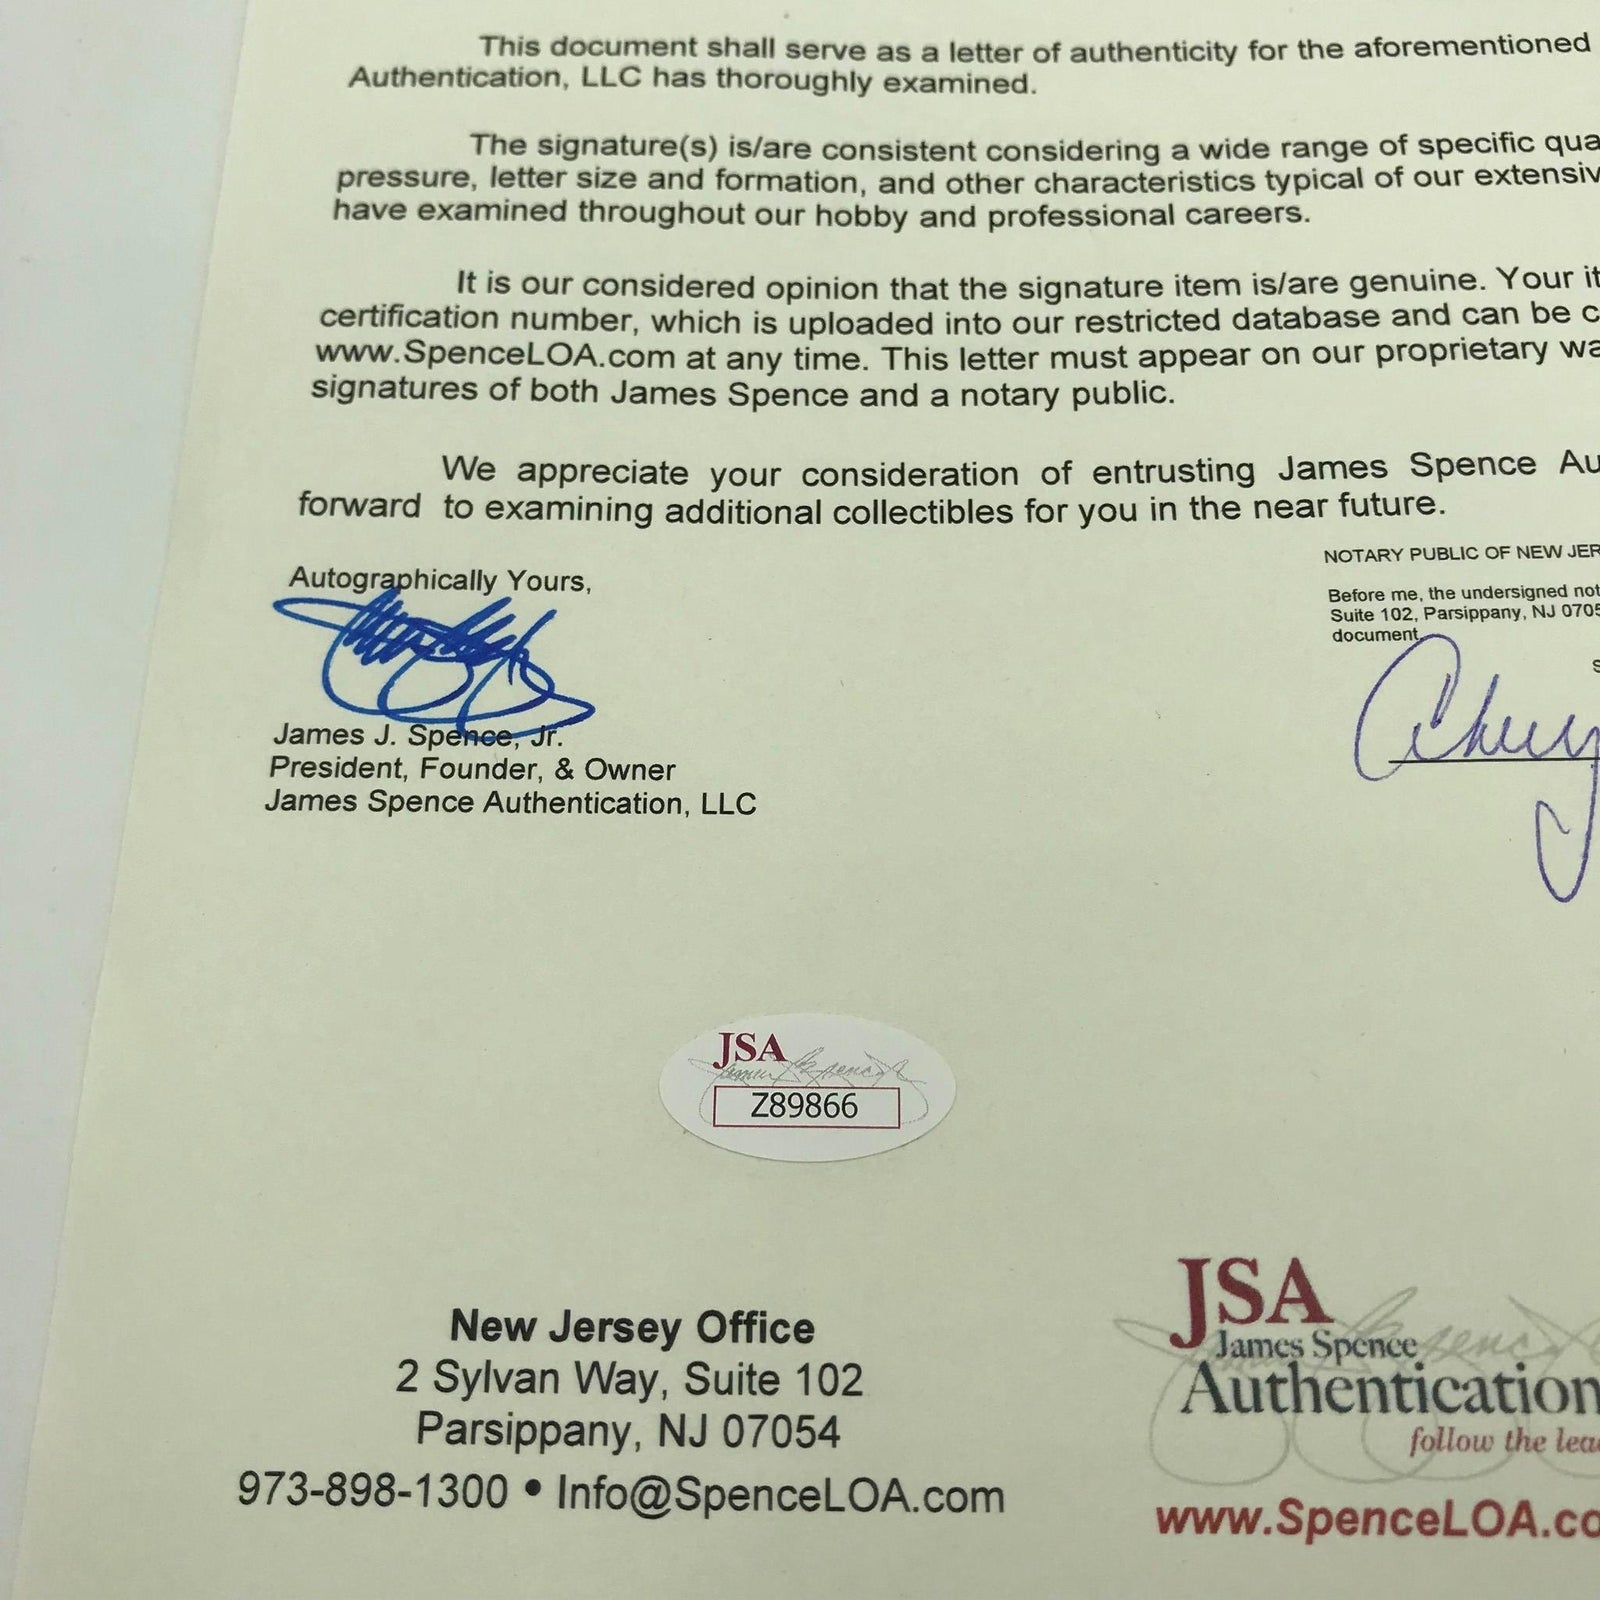 This document shall serve as a letter of authenticity for the aforementioned
Authentication, LLC has thoroughly examined.
The signature(s) is/are consistent considering a wide range of specific qua
pressure, letter size and formation, and other characteristics typical of our extensiv
have examined throughout our hobby and professional careers.
It is our considered opinion that the signature item is/are genuine. Your it
certification number, which is uploaded into our restricted database and can be c
www.SpenceLOA.com at any time. This letter must appear on our proprietary wa
signatures of both James Spence and a notary public.
We appreciate your consideration of entrusting James Spence Au
forward to examining additional collectibles for you in the near future.
Autographically Yours,
James J. Spence, Jr.
President, Founder, & Owner
James Spence Authentication, LLC
NOTARY PUBLIC OF NEW JER
Before me, the undersigned not
Suite 102, Parsippany, NJ 0705
document.
S
JSA
Z89866
New Jersey Office
2 Sylvan Way, Suite 102
Parsippany, NJ 07054
973-898-1300 • Info@SpenceLOA.com
JSA
James Spence
Authentication
follow the lea
www.SpenceLOA.co